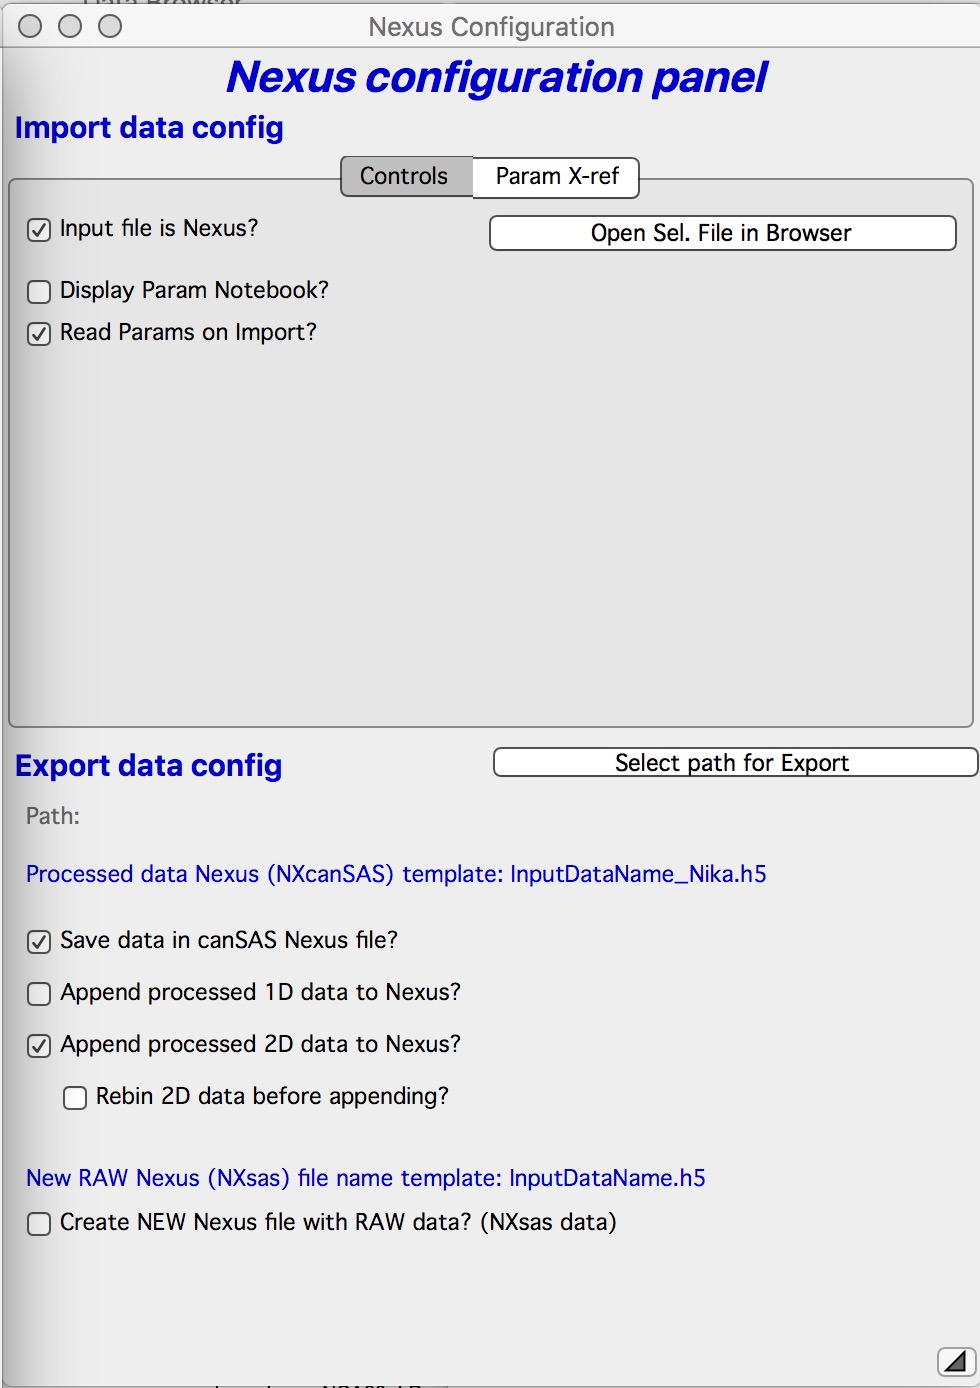 Nexus Configuration
Nexus configuration panel
Import data config
Controls Param X-ref
Input file is Nexus? Open Sel. File in Browser
Display Param Notebook?
Read Params on Import?
Export data config Select path for Export
Path:
Processed data Nexus (NXcanSAS) template: InputDataName_Nika.h5
Save data in canSAS Nexus file?
Append processed 1D data to Nexus?
Append processed 2D data to Nexus?
Rebin 2D data before appending?
New RAW Nexus (NXsas) file name template: InputDataName.h5
Create NEW Nexus file with RAW data? (NXsas data)